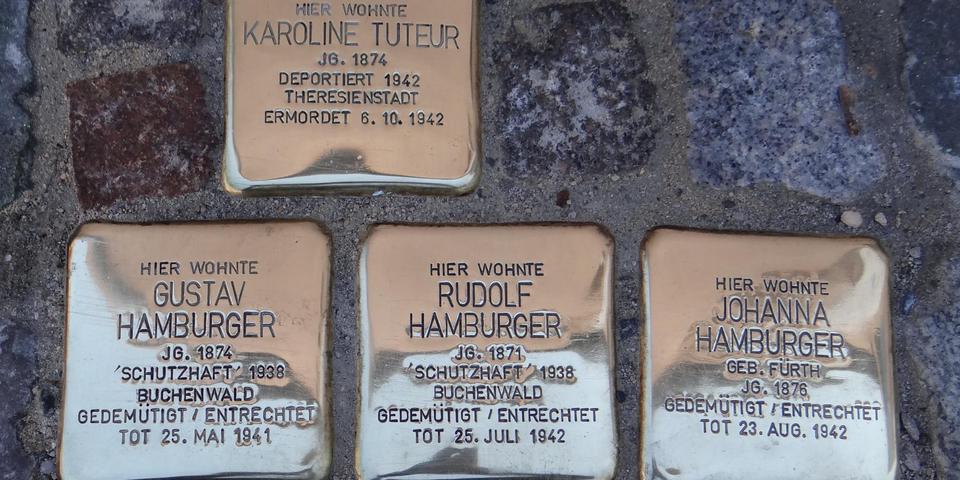 HIER WOHNTE
KAROLINE TUTEUR
JG. 1874
DEPORTIERT 1942
THERESIENSTADT
ERMORDET 6.10.1942
HIER WOHNTE
GUSTAV
HAMBURGER
JG. 1874
'SCHUTZHAFT' 1938
BUCHENWALD
GEDEMÜTIGT / ENTRECHTET
TOT 25. MAI 1941
HIER WOHNTE
RUDOLF
HAMBURGER
JG. 1871
'SCHUTZHAFT' 1938
BUCHENWALD
GEDEMÜTIGT / ENTRECHTET
TOT 25. JULI 1942
HIER WOHNTE
JOHANNA
HAMBURGER
GEB. FÜRTH
JG. 1876
GEDEMÜTIGT / ENTRECHTET
TOT 23. AUG. 1942